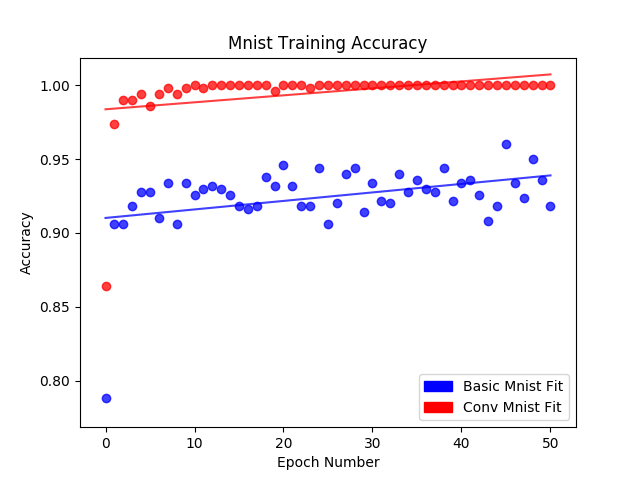 Mnist Training Accuracy
1.00
0.95
0.90
0.85
0.80
Accuracy
Basic Mnist Fit
Conv Mnist Fit
0 10 20 30 40 50
Epoch Number